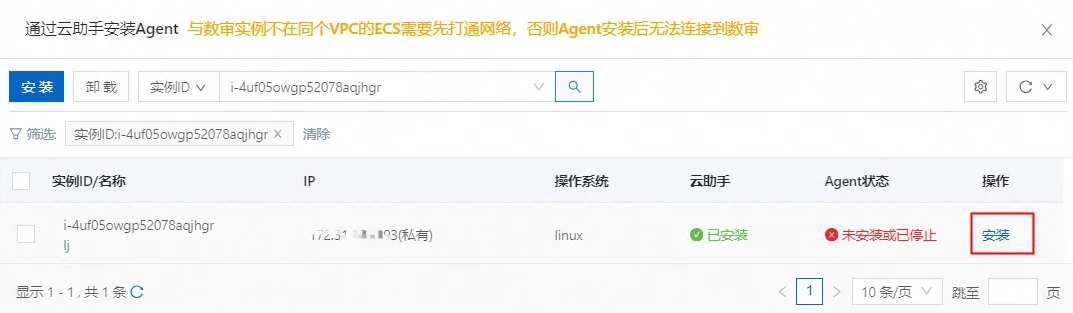 通过云助手安装Agent 与数审实例不在同个VPC的ECS需要先打通网络，否则Agent安装后无法连接到数审
安装 卸载 实例ID i-4uf05owgp52078aqjhgr
筛选: 实例ID:i-4uf05owgp52078aqjhgr 清除
实例ID/名称 IP 操作系统 云助手 Agent状态 操作
i-4uf05owgp52078aqjhgr
lj
172.31 93(私有) linux 已安装 未安装或已停止 安装
显示 1 - 1 , 共 1 条 1 10 条/页 跳至 页